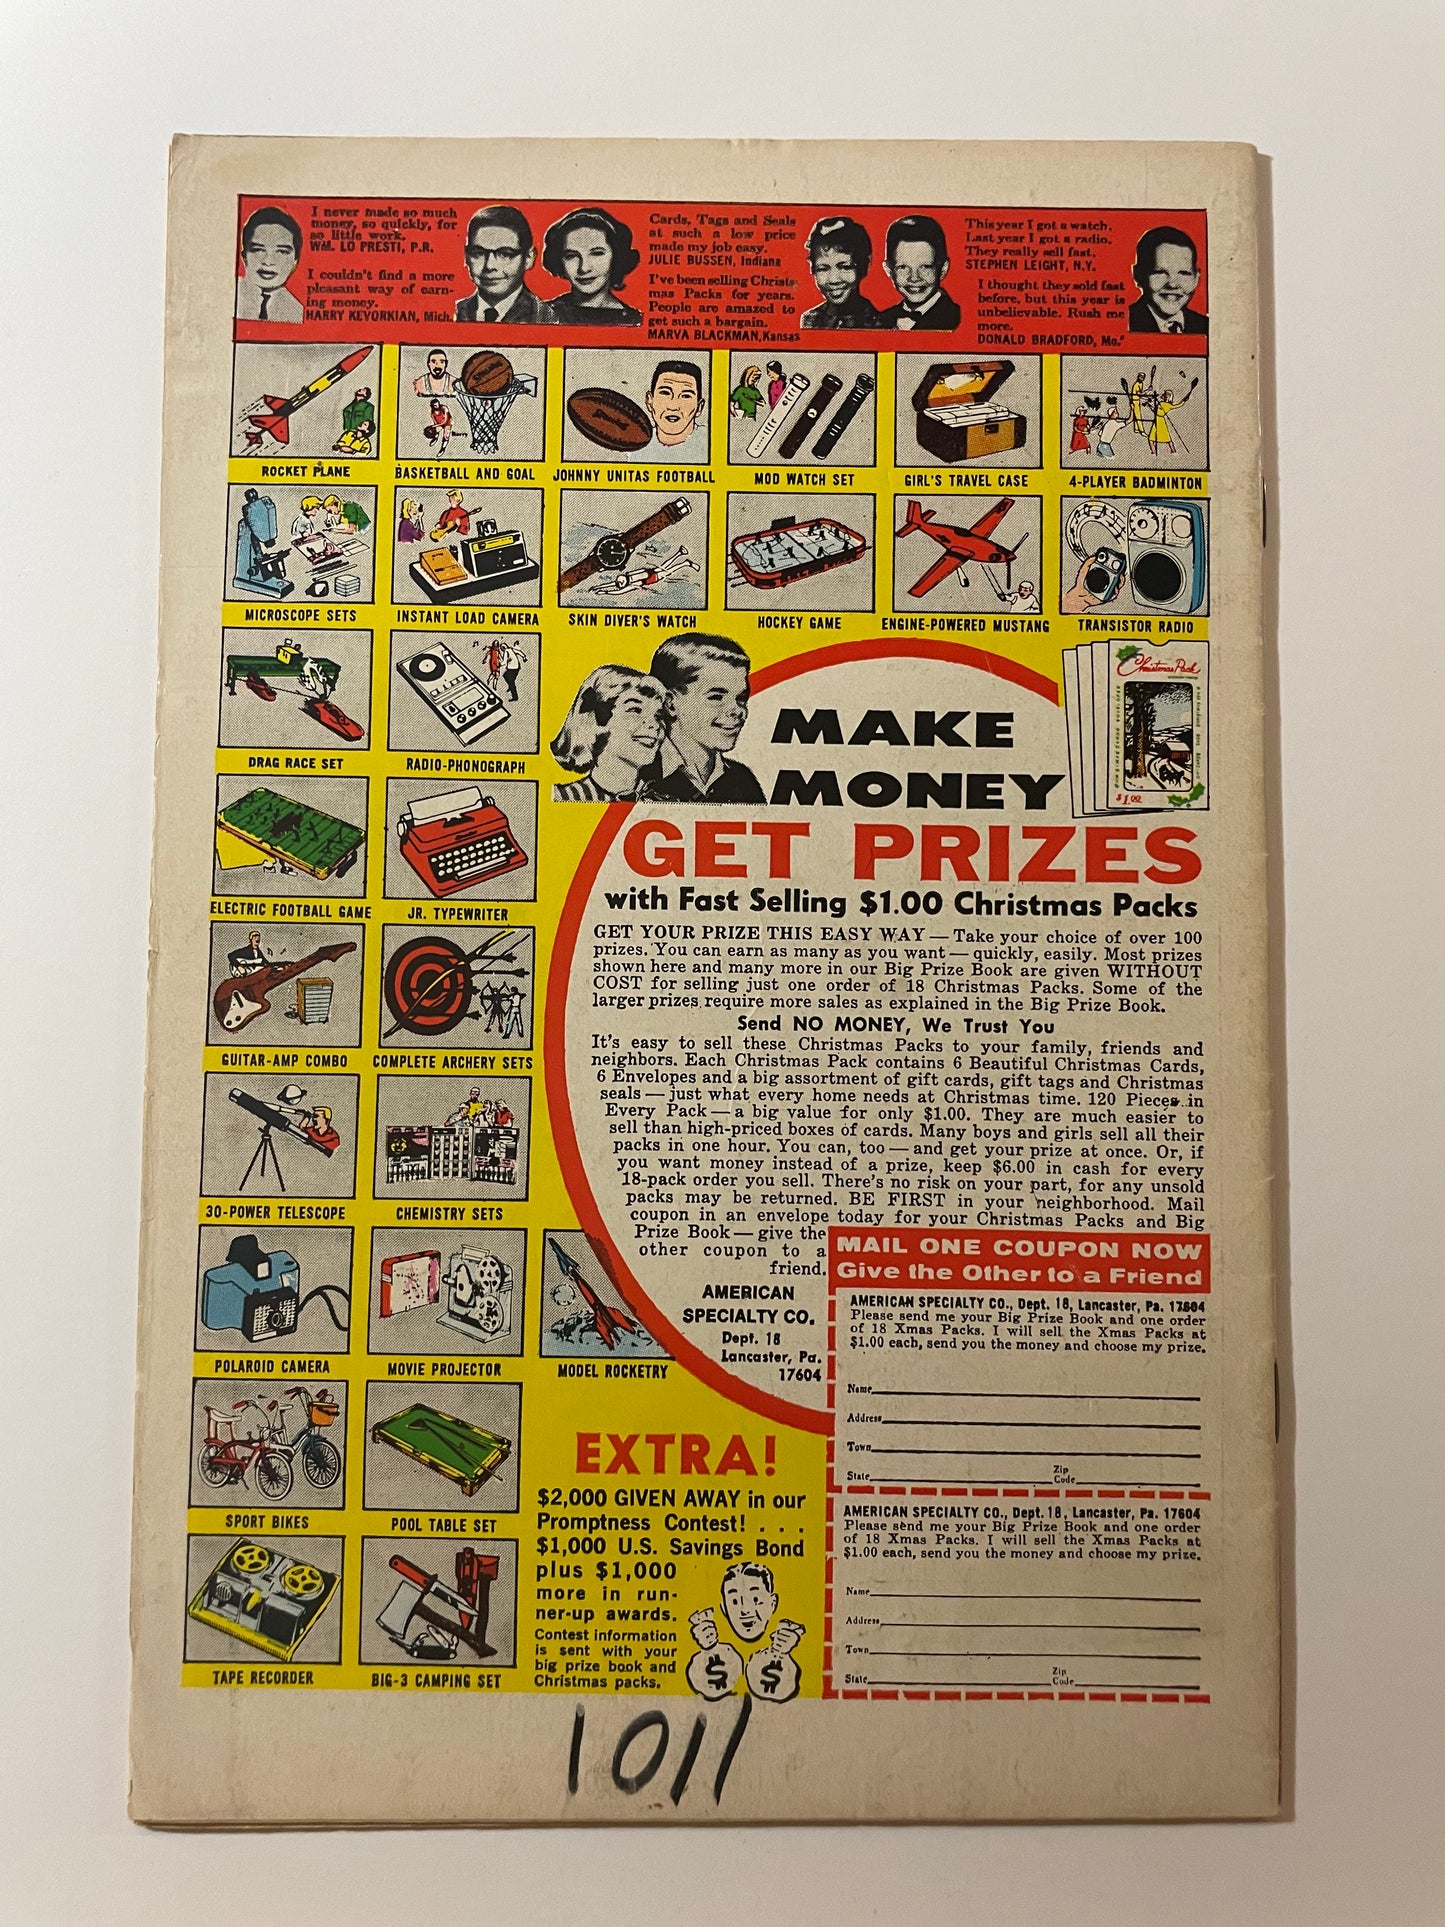 I never made so much
money, so quickly, for
so little work.
WM. LO PRESTI, P.R.
I couldn't find a more
pleasant way of earn-
ing money.
HARRY KEVORKIAN, Mich.
Cards, Tags and Seals
at such a low price
made my job easy.
JULIE BUSSEN, Indiana
I've been selling Christ-
mas Packs for years.
People are amazed to
get such a bargain.
MARVA BLACKMAN, Kansas
This year I got a watch.
Last year I got a radio.
They really sell fast.
STEPHEN LEIGHT, N.Y.
I thought they sold fast
before, but this year is
unbelievable. Rush me
more.
DONALD BRADFORD, Mo."
ROCKET PLANE
BASKETBALL AND GOAL
JOHNNY UNITAS FOOTBALL
MOD WATCH SET
GIRL'S TRAVEL CASE
4-PLAYER BADMINTON
MICROSCOPE SETS
INSTANT LOAD CAMERA
SKIN DIVER'S WATCH
HOCKEY GAME
ENGINE-POWERED MUSTANG
TRANSISTOR RADIO
DRAG RACE SET
RADIO-PHONOGRAPH
ELECTRIC FOOTBALL GAME
JR. TYPEWRITER
GUITAR-AMP COMBO
COMPLETE ARCHERY SETS
30-POWER TELESCOPE
CHEMISTRY SETS
POLAROID CAMERA
MOVIE PROJECTOR
MODEL ROCKETRY
SPORT BIKES
POOL TABLE SET
TAPE RECORDER
BIG-3 CAMPING SET
Christmas Pack
$1.00
MAKE
MONEY
GET PRIZES
with Fast Selling $1.00 Christmas Packs
GET YOUR PRIZE THIS EASY WAY — Take your choice of over 100
prizes. You can earn as many as you want — quickly, easily. Most prizes
shown here and many more in our Big Prize Book are given WITHOUT
COST for selling just one order of 18 Christmas Packs. Some of the
larger prizes require more sales as explained in the Big Prize Book.
Send NO MONEY, We Trust You
It's easy to sell these Christmas Packs to your family, friends and
neighbors. Each Christmas Pack contains 6 Beautiful Christmas Cards,
6 Envelopes and a big assortment of gift cards, gift tags and Christmas
seals — just what every home needs at Christmas time. 120 Pieces in
Every Pack — a big value for only $1.00. They are much easier to
sell than high-priced boxes of cards. Many boys and girls sell all their
packs in one hour. You can, too — and get your prize at once. Or, if
you want money instead of a prize, keep $6.00 in cash for every
18-pack order you sell. There's no risk on your part, for any unsold
packs may be returned. BE FIRST in your neighborhood. Mail
coupon in an envelope today for your Christmas Packs and Big
Prize Book — give the
other coupon to a
friend.
AMERICAN
SPECIALTY CO.
Dept. 18
Lancaster, Pa.
17604
MAIL ONE COUPON NOW
Give the Other to a Friend
AMERICAN SPECIALTY CO., Dept. 18, Lancaster, Pa. 17604
Please send me your Big Prize Book and one order
of 18 Xmas Packs. I will sell the Xmas Packs at
$1.00 each, send you the money and choose my prize.
Name
Address
Town
State Zip Code
AMERICAN SPECIALTY CO., Dept. 18, Lancaster, Pa. 17604
Please send me your Big Prize Book and one order
of 18 Xmas Packs. I will sell the Xmas Packs at
$1.00 each, send you the money and choose my prize.
Name
Address
Town
State Zip Code
EXTRA!
$2,000 GIVEN AWAY in our
Promptness Contest! . . .
$1,000 U.S. Savings Bond
plus $1,000
more in run-
ner-up awards.
Contest information
is sent with your
big prize book and
Christmas packs.
$ $
1011